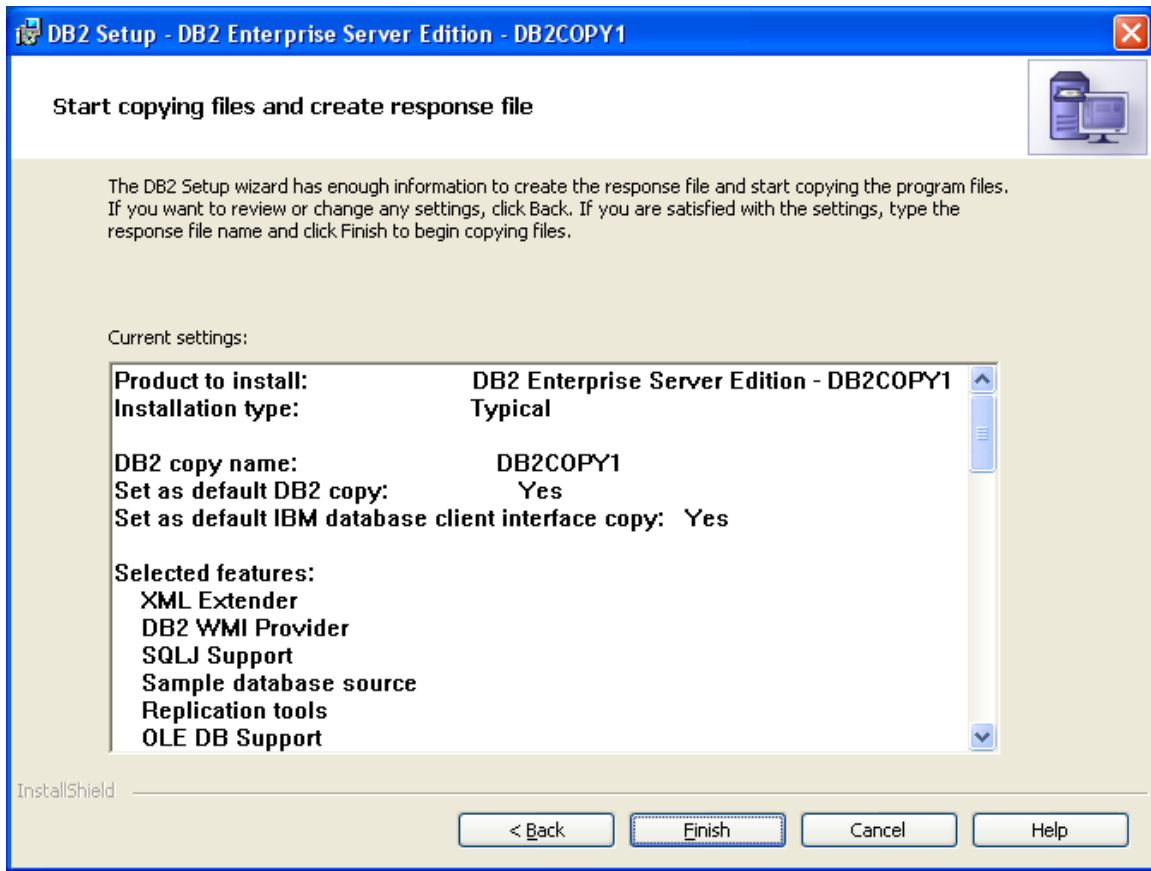 DB2 Setup - DB2 Enterprise Server Edition - DB2COPY1
Start copying files and create response file
The DB2 Setup wizard has enough information to create the response file and start copying the program files.
If you want to review or change any settings, click Back. If you are satisfied with the settings, type the
response file name and click Finish to begin copying files.
Current settings:
Product to install: DB2 Enterprise Server Edition - DB2COPY1
Installation type: Typical
DB2 copy name: DB2COPY1
Set as default DB2 copy: Yes
Set as default IBM database client interface copy: Yes
Selected features:
XML Extender
DB2 WMI Provider
SQLJ Support
Sample database source
Replication tools
OLE DB Support
InstallShield
< Back Finish Cancel Help